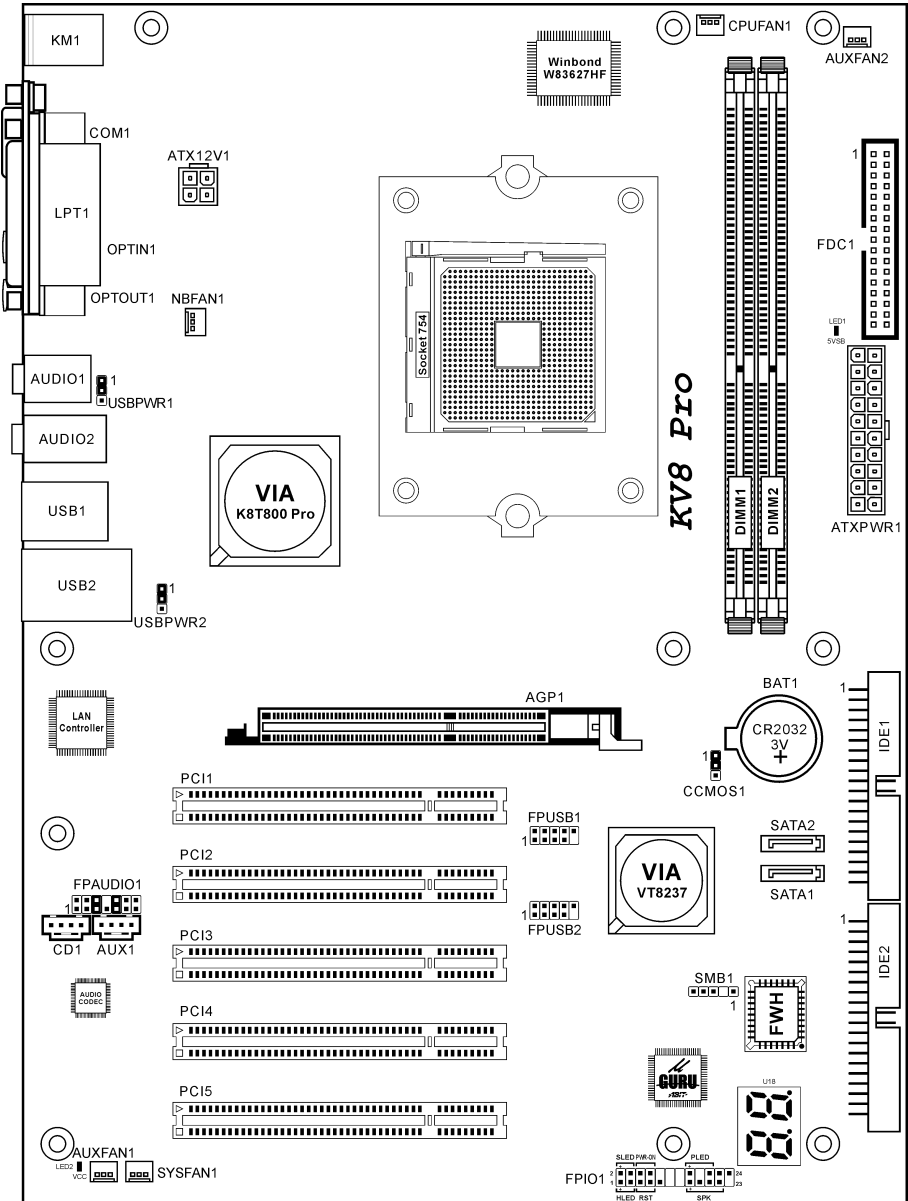 KM1
CPUFAN1
AUXFAN2
Winbond
W83627HF
COM1
ATX12V1
1
LPT1
OPTIN1
FDC1
OPTOUT1
NBFAN1
LED1
5VSB
Socket 754
AUDIO1
1
USBPWR1
AUDIO2
KV8 Pro
VIA
K8T800 Pro
DIMM1
DIMM2
USB1
ATXPWR1
USB2
1
USBPWR2
BAT1
1
AGP1
LAN
Controller
CR2032
3V
+
IDE1
1
CCMOS1
PCI1
FPUSB1
1
SATA2
PCI2
VIA
VT8237
SATA1
FPAUDIO1
1
1
FPUSB2
1
CD1
AUX1
PCI3
IDE2
SMB1
1
AUDIO
CODEC
FWH
PCI4
GURU
ABIT
U18
PCI5
AUXFAN1
LED2
VCC
SYSFAN1
SLED
PWR-ON
PLED
FPIO1
2
24
1
23
HLED
RST
SPK